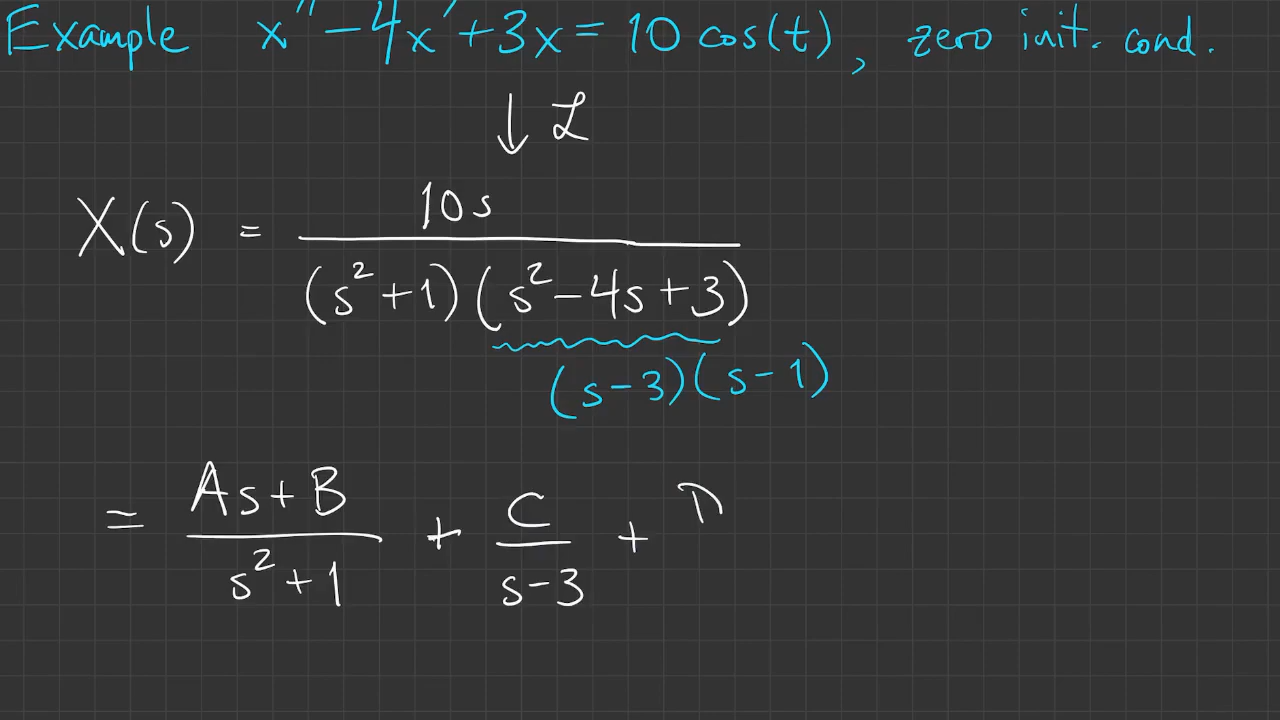 Example x'' - 4x' + 3x = 10 cos(t), zero init. cond.
↓ ℒ
X(s) = 10s / (s² + 1)(s² - 4s + 3)
(s - 3)(s - 1)
= As + B / s² + 1 + C / s - 3 + D